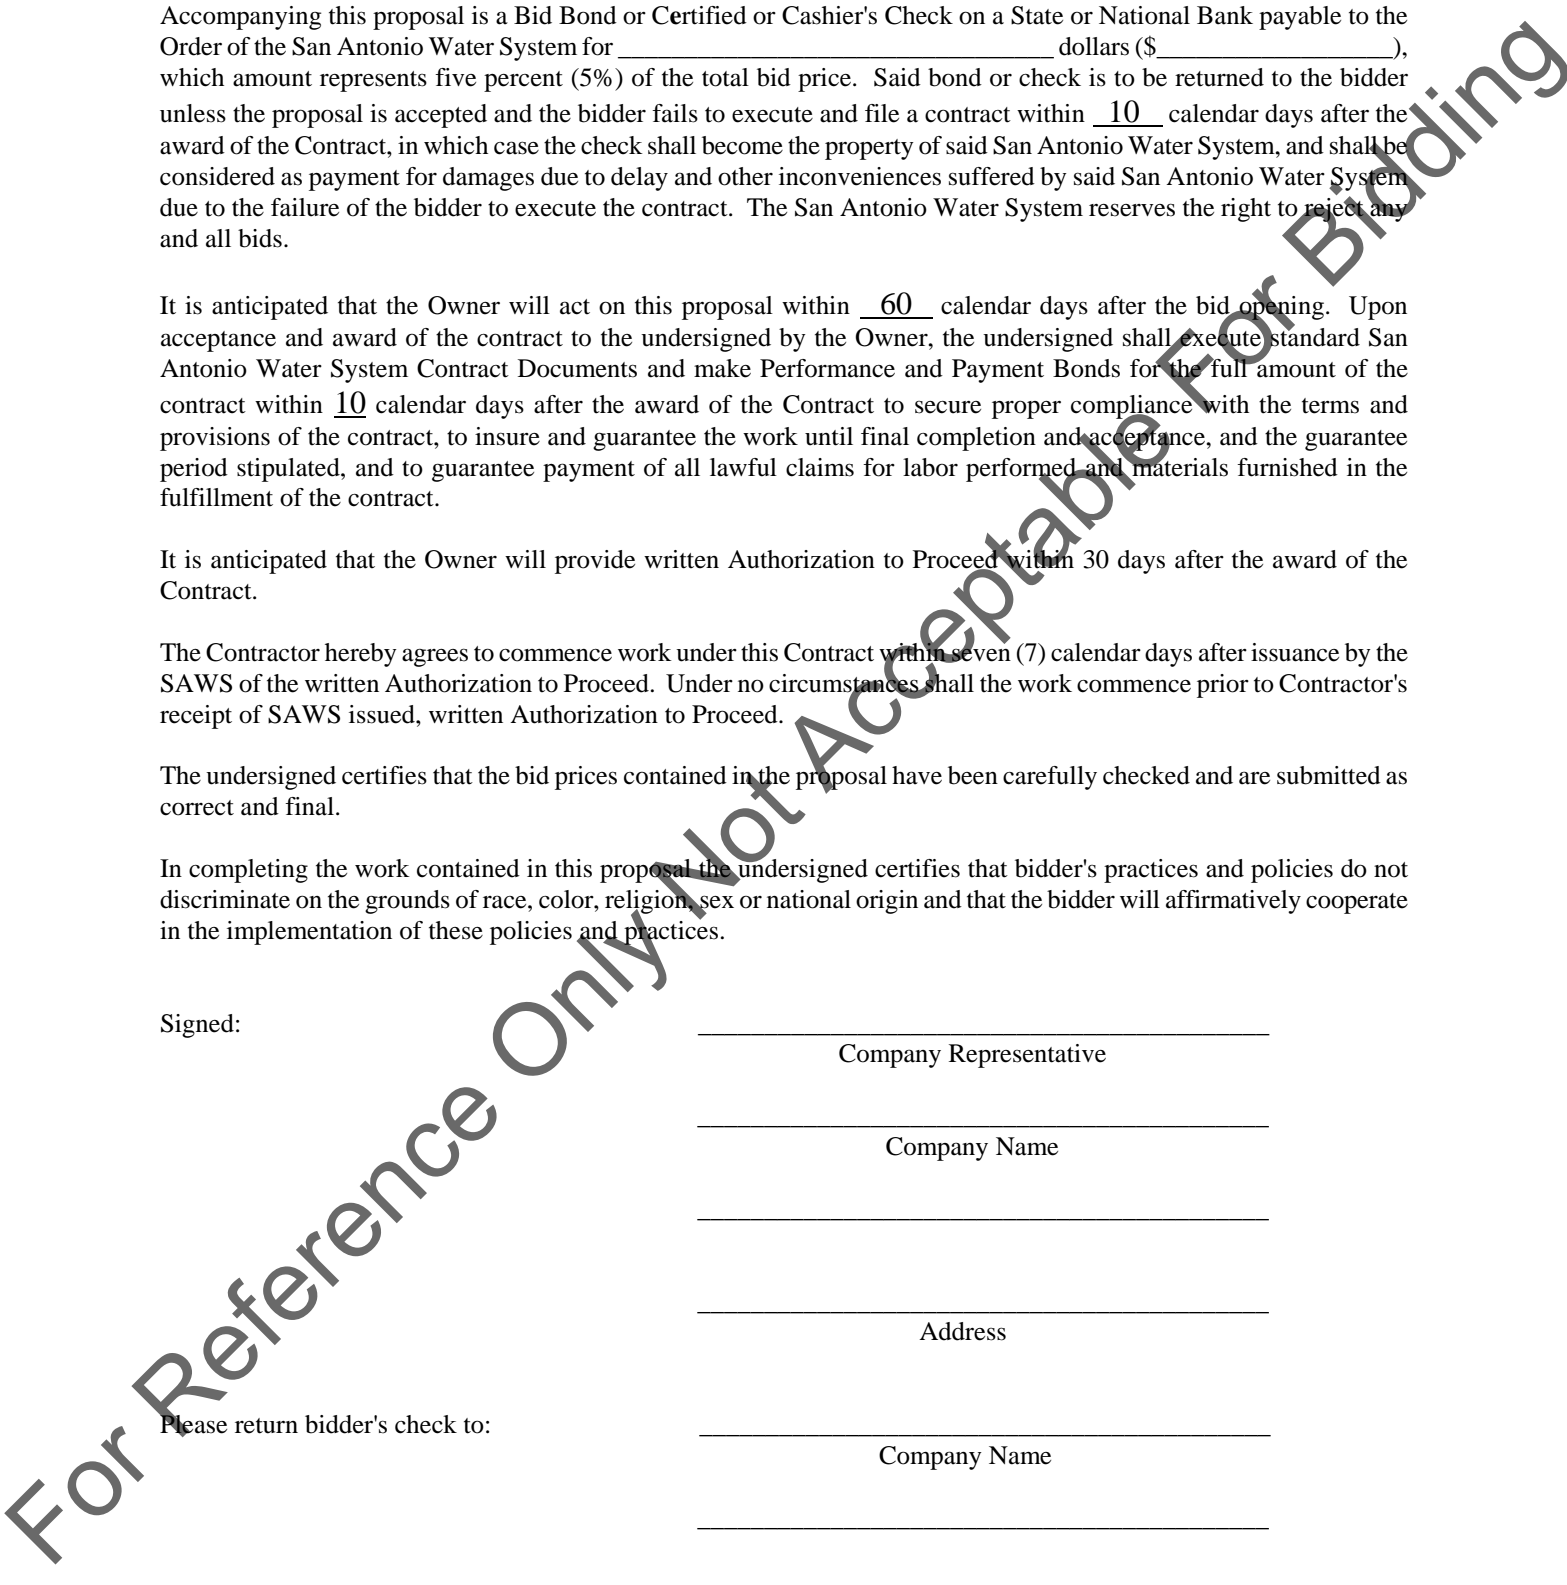 Accompanying this proposal is a Bid Bond or Certified or Cashier's Check on a State or National Bank payable to the
Order of the San Antonio Water System for _________________________________ dollars ($__________________),
which amount represents five percent (5%) of the total bid price. Said bond or check is to be returned to the bidder
unless the proposal is accepted and the bidder fails to execute and file a contract within 10 calendar days after the
award of the Contract, in which case the check shall become the property of said San Antonio Water System, and shall be
considered as payment for damages due to delay and other inconveniences suffered by said San Antonio Water System
due to the failure of the bidder to execute the contract. The San Antonio Water System reserves the right to reject any
and all bids.
It is anticipated that the Owner will act on this proposal within 60 calendar days after the bid opening. Upon
acceptance and award of the contract to the undersigned by the Owner, the undersigned shall execute standard San
Antonio Water System Contract Documents and make Performance and Payment Bonds for the full amount of the
contract within 10 calendar days after the award of the Contract to secure proper compliance with the terms and
provisions of the contract, to insure and guarantee the work until final completion and acceptance, and the guarantee
period stipulated, and to guarantee payment of all lawful claims for labor performed and materials furnished in the
fulfillment of the contract.
It is anticipated that the Owner will provide written Authorization to Proceed within 30 days after the award of the
Contract.
The Contractor hereby agrees to commence work under this Contract within seven (7) calendar days after issuance by the
SAWS of the written Authorization to Proceed. Under no circumstances shall the work commence prior to Contractor's
receipt of SAWS issued, written Authorization to Proceed.
The undersigned certifies that the bid prices contained in the proposal have been carefully checked and are submitted as
correct and final.
In completing the work contained in this proposal the undersigned certifies that bidder's practices and policies do not
discriminate on the grounds of race, color, religion, sex or national origin and that the bidder will affirmatively cooperate
in the implementation of these policies and practices.
Signed: ____________________________________________
Company Representative
____________________________________________
Company Name
____________________________________________
____________________________________________
Address
Please return bidder's check to: ____________________________________________
Company Name
____________________________________________
For Reference Only Not Acceptable For Bidding